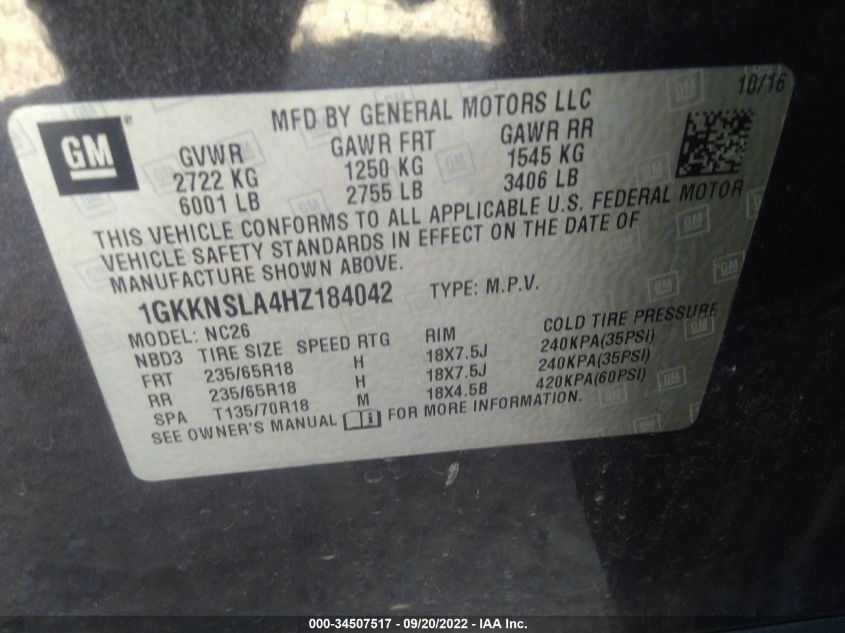 10/16
MFD BY GENERAL MOTORS LLC
GM ®
GVWR GAWR FRT GAWR RR
2722 KG 1250 KG 1545 KG
6001 LB 2755 LB 3406 LB
THIS VEHICLE CONFORMS TO ALL APPLICABLE U.S. FEDERAL MOTOR
VEHICLE SAFETY STANDARDS IN EFFECT ON THE DATE OF
MANUFACTURE SHOWN ABOVE.
1GKKNSLA4HZ184042 TYPE: M.P.V.
MODEL: NC26
NBD3 TIRE SIZE SPEED RTG RIM COLD TIRE PRESSURE
FRT 235/65R18 H 18X7.5J 240KPA(35PSI)
RR 235/65R18 H 18X7.5J 240KPA(35PSI)
SPA T135/70R18 M 18X4.5B 420KPA(60PSI)
SEE OWNER'S MANUAL FOR MORE INFORMATION.
000-34507517 - 09/20/2022 - IAA Inc.